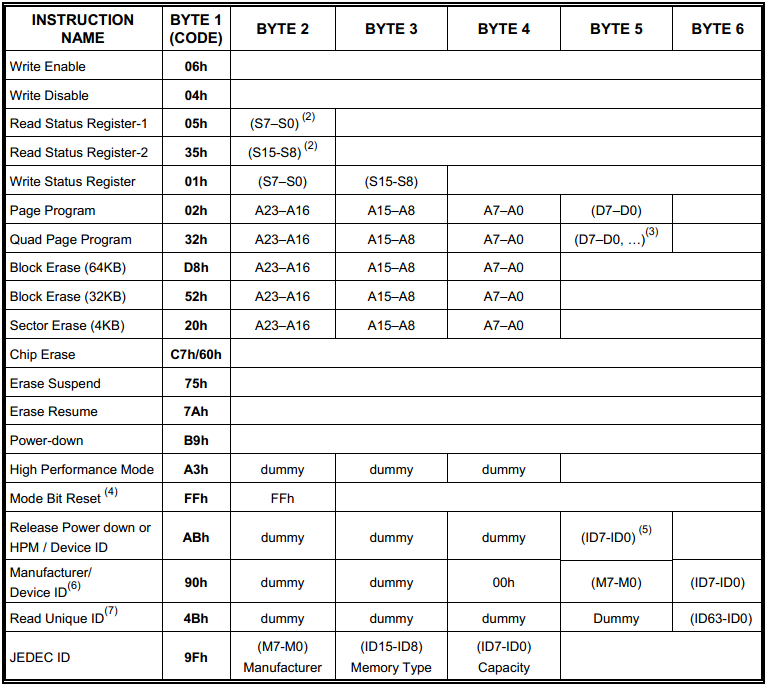 INSTRUCTION NAME BYTE 1 (CODE) BYTE 2 BYTE 3 BYTE 4 BYTE 5 BYTE 6
Write Enable 06h
Write Disable 04h
Read Status Register-1 05h (S7–S0) (2)
Read Status Register-2 35h (S15-S8) (2)
Write Status Register 01h (S7–S0) (S15-S8)
Page Program 02h A23–A16 A15–A8 A7–A0 (D7–D0)
Quad Page Program 32h A23–A16 A15–A8 A7–A0 (D7–D0, …)(3)
Block Erase (64KB) D8h A23–A16 A15–A8 A7–A0
Block Erase (32KB) 52h A23–A16 A15–A8 A7–A0
Sector Erase (4KB) 20h A23–A16 A15–A8 A7–A0
Chip Erase C7h/60h
Erase Suspend 75h
Erase Resume 7Ah
Power-down B9h
High Performance Mode A3h dummy dummy dummy
Mode Bit Reset (4) FFh FFh
Release Power down or HPM / Device ID ABh dummy dummy dummy (ID7-ID0) (5)
Manufacturer/ Device ID(6) 90h dummy dummy 00h (M7-M0) (ID7-ID0)
Read Unique ID(7) 4Bh dummy dummy dummy Dummy (ID63-ID0)
JEDEC ID 9Fh (M7-M0) Manufacturer (ID15-ID8) Memory Type (ID7-ID0) Capacity